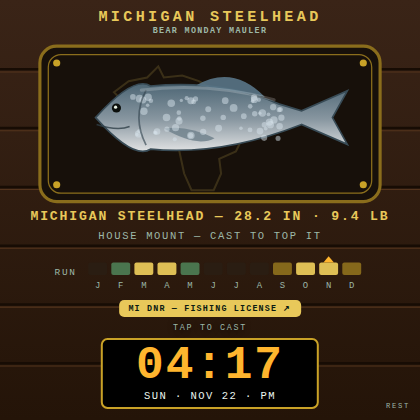 MICHIGAN STEELHEAD
BEAR MONDAY MAULER
MICHIGAN STEELHEAD — 28.2 IN · 9.4 LB
HOUSE MOUNT — CAST TO TOP IT
RUN
J F M A M J J A S O N D
MI DNR — FISHING LICENSE ↗
TAP TO CAST
04:17
SUN · NOV 22 · PM
REST